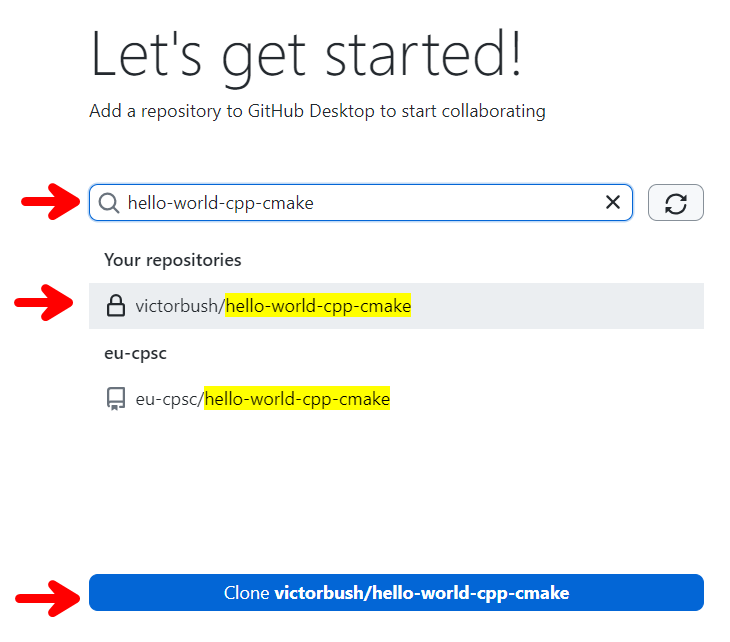 Let's get started!
Add a repository to GitHub Desktop to start collaborating
hello-world-cpp-cmake
Your repositories
victorbush/hello-world-cpp-cmake
eu-cpsc
eu-cpsc/hello-world-cpp-cmake
Clone victorbush/hello-world-cpp-cmake